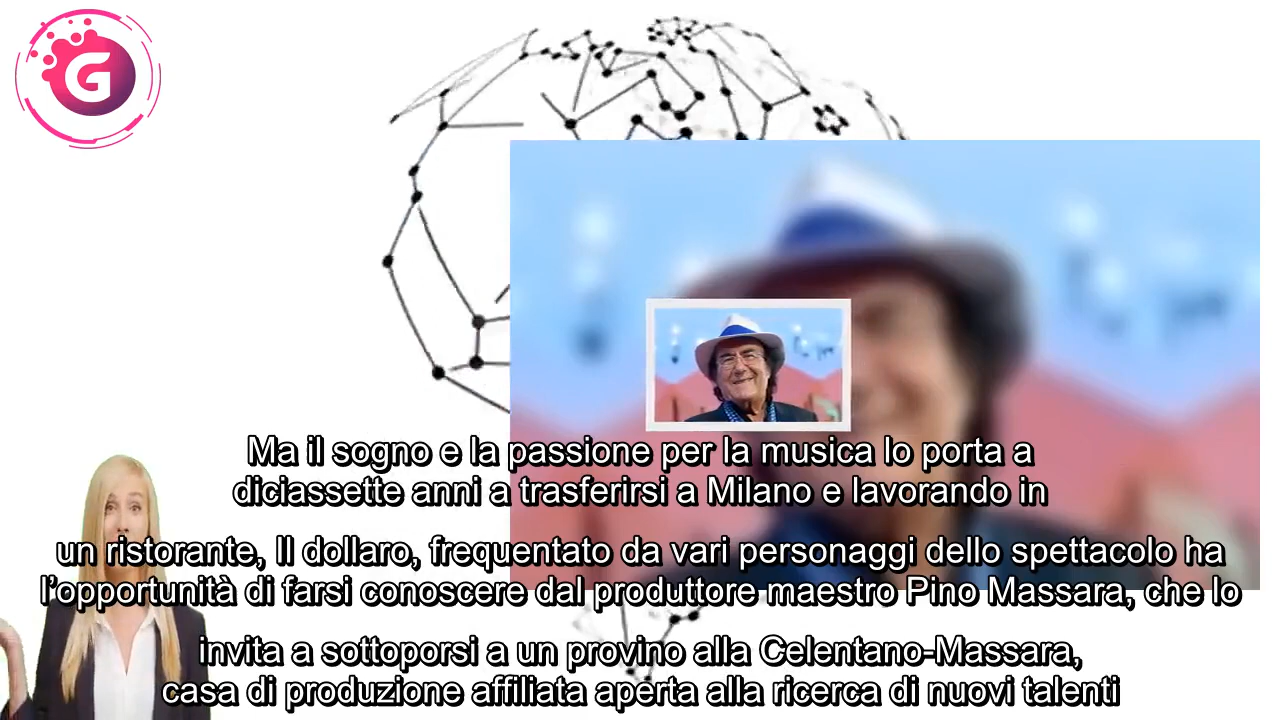 G
Ma il sogno e la passione per la musica lo porta a
diciassette anni a trasferirsi a Milano e lavorando in
un ristorante, Il dollaro, frequentato da vari personaggi dello spettacolo ha
l'opportunità di farsi conoscere dal produttore maestro Pino Massara, che lo
invita a sottoporsi a un provino alla Celentano-Massara,
casa di produzione affiliata aperta alla ricerca di nuovi talenti